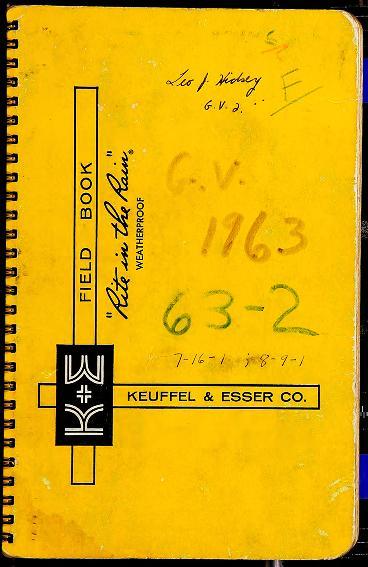 Leo J. Hickey
G.V. 2.
F
G.V.
1963
63-2
7-16-1 ; 8-9-1
FIELD BOOK
"Rite in the Rain"®
WEATHERPROOF
K+E
KEUFFEL & ESSER CO.